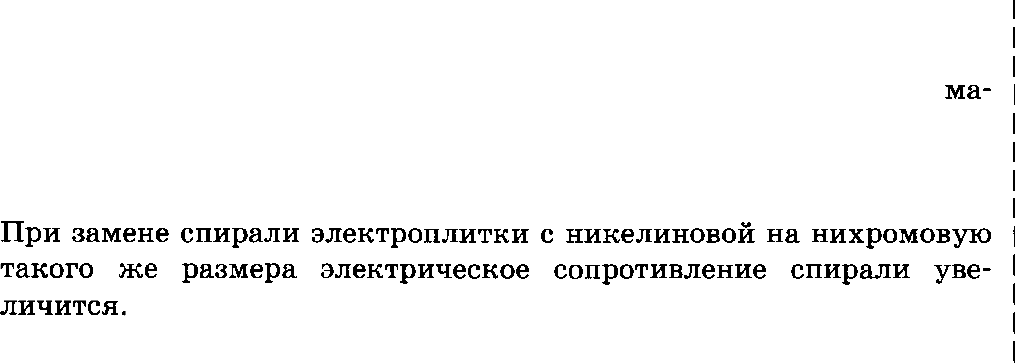 ма-
При замене спирали электроплитки с никелиновой на нихромовую
такого же размера электрическое сопротивление спирали уве-
личится.